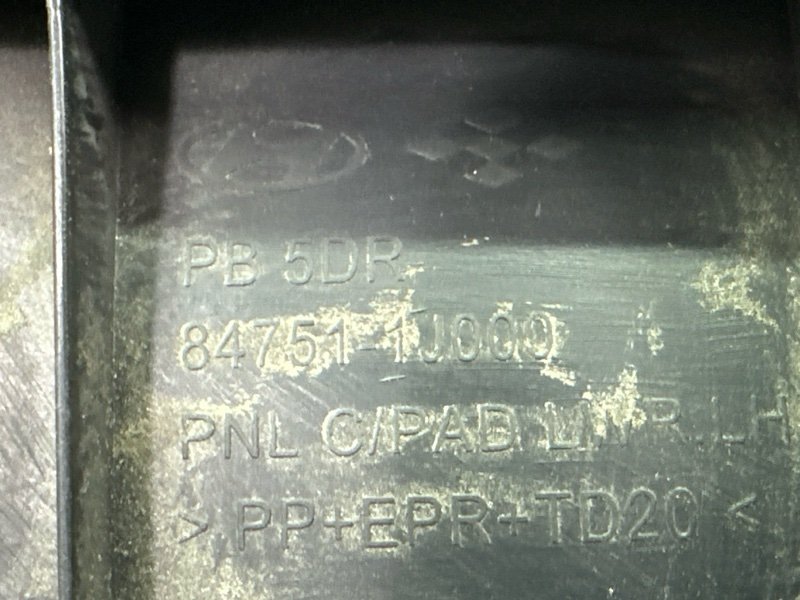 PB 5DR
84751-1J000
PNL C/PAD LWR.LH
> PP+EPR+TD20 <